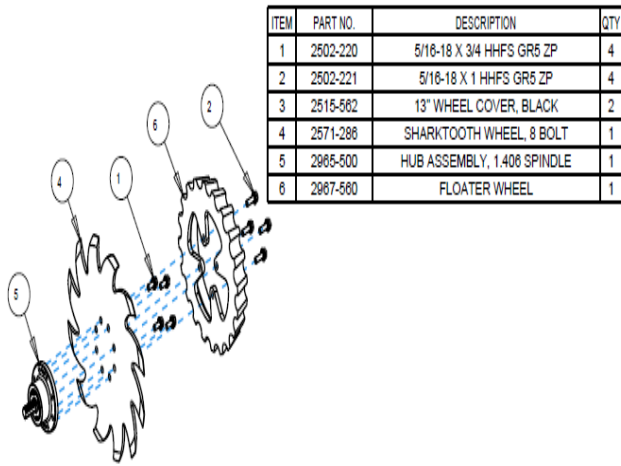 ITEM PART NO. DESCRIPTION QTY
1 2502-220 5/16-18 X 3/4 HHFS GR5 ZP 4
2 2502-221 5/16-18 X 1 HHFS GR5 ZP 4
3 2515-562 13" WHEEL COVER, BLACK 2
4 2571-286 SHARKTOOTH WHEEL, 8 BOLT 1
5 2965-500 HUB ASSEMBLY, 1.406 SPINDLE 1
6 2967-560 FLOATER WHEEL 1
2
6
1
4
5